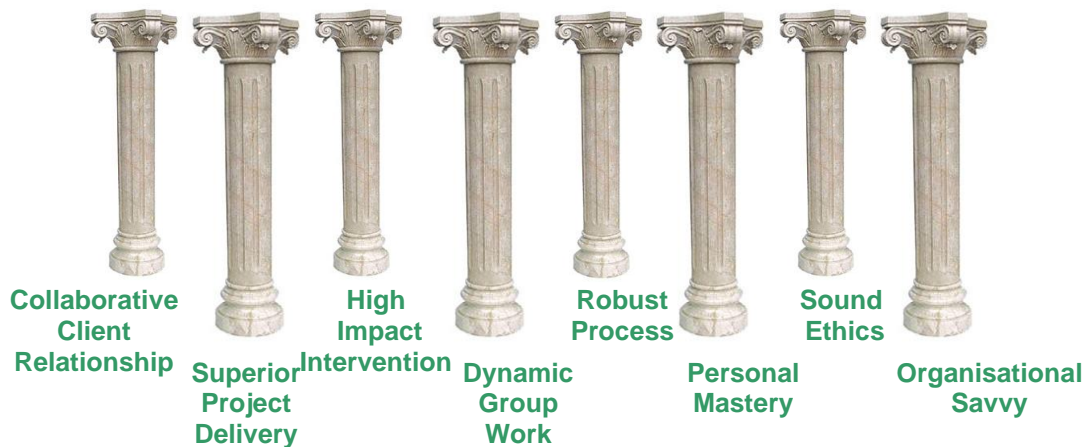 Collaborative
Client
Relationship
Superior
Project
Delivery
High
Impact
Intervention
Dynamic
Group
Work
Robust
Process
Personal
Mastery
Sound
Ethics
Organisational
Savvy